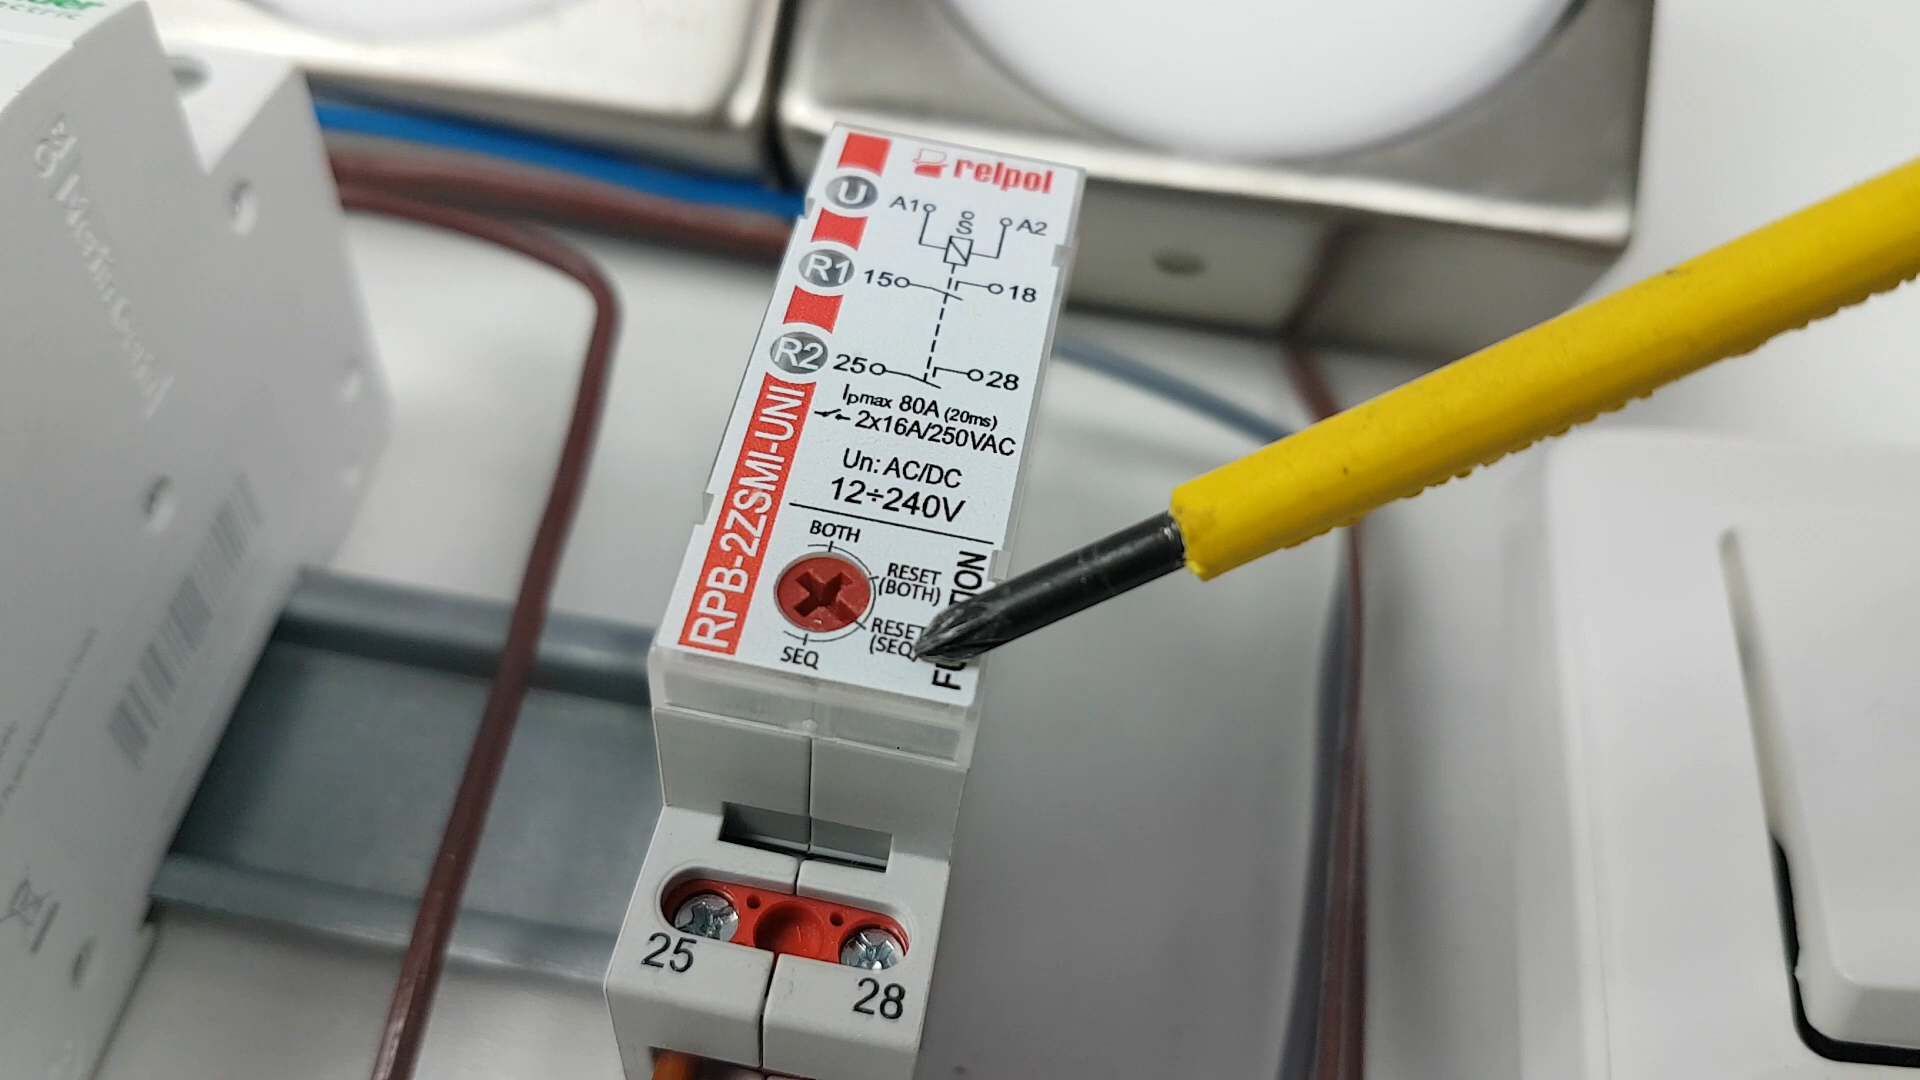 relpol
U
A1 S A2
R1 15 18
R2 25 28
Ipmax 80A (20ms)
2x16A/250VAC
Un: AC/DC
12÷240V
RPB-2ZSMI-UNI
BOTH
RESET
(BOTH)
RESET
(SEQ)
SEQ
25
28